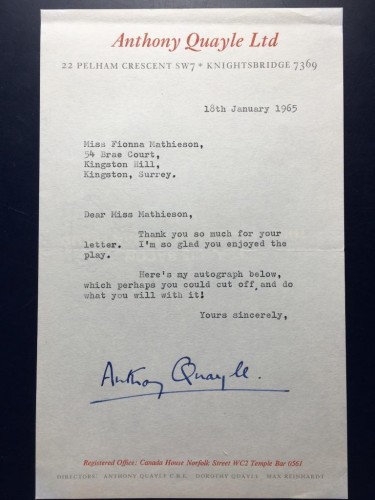 Anthony Quayle Ltd
22 PELHAM CRESCENT SW7 * KNIGHTSBRIDGE 7369
18th January 1965
Miss Fionna Mathieson,
54 Brae Court,
Kingston Hill,
Kingston, Surrey.
Dear Miss Mathieson,
Thank you so much for your
letter. I'm so glad you enjoyed the
play.
Here's my autograph below,
which perhaps you could cut off, and do
what you will with it!
Yours sincerely,
Anthony Quayle.
Registered Office: Canada House Norfolk Street WC2 Temple Bar 0361
DIRECTORS: ANTHONY QUAYLE C.B.E. DOROTHY QUAYLE MAX REINHARDT